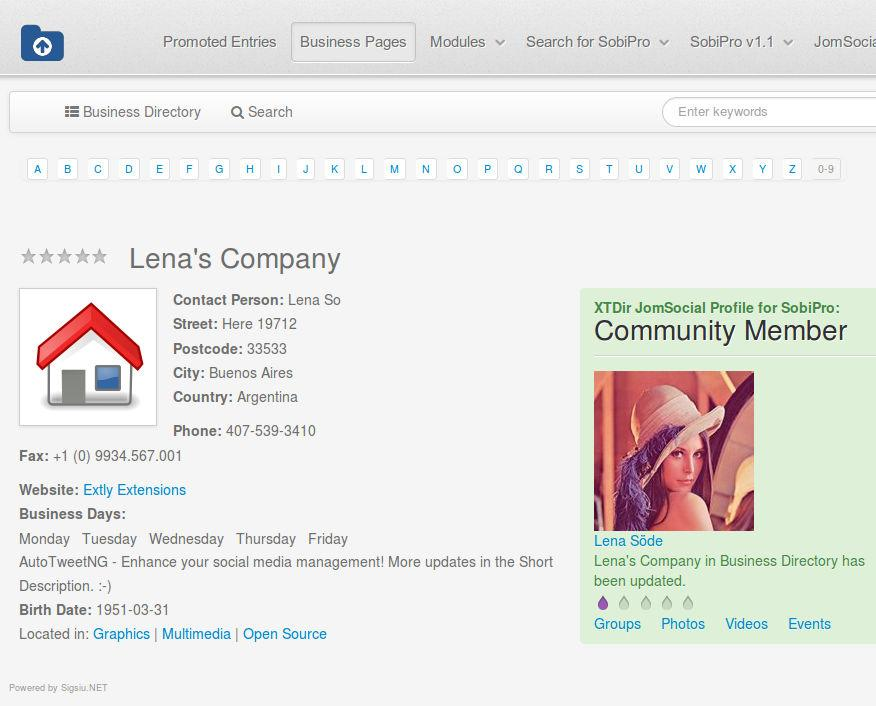 Promoted Entries Business Pages Modules Search for SobiPro SobiPro v1.1 JomSocia
Business Directory Search Enter keywords
A B C D E F G H I J K L M N O P Q R S T U V W X Y Z 0-9
Lena's Company
Contact Person: Lena So
Street: Here 19712
Postcode: 33533
City: Buenos Aires
Country: Argentina
Phone: 407-539-3410
Fax: +1 (0) 9934.567.001
Website: Extly Extensions
Business Days:
Monday Tuesday Wednesday Thursday Friday
AutoTweetNG - Enhance your social media management! More updates in the Short
Description. :-)
Birth Date: 1951-03-31
Located in: Graphics | Multimedia | Open Source
XTDir JomSocial Profile for SobiPro:
Community Member
Lena Söde
Lena's Company in Business Directory has
been updated.
Groups Photos Videos Events
Powered by Sigsiu.NET